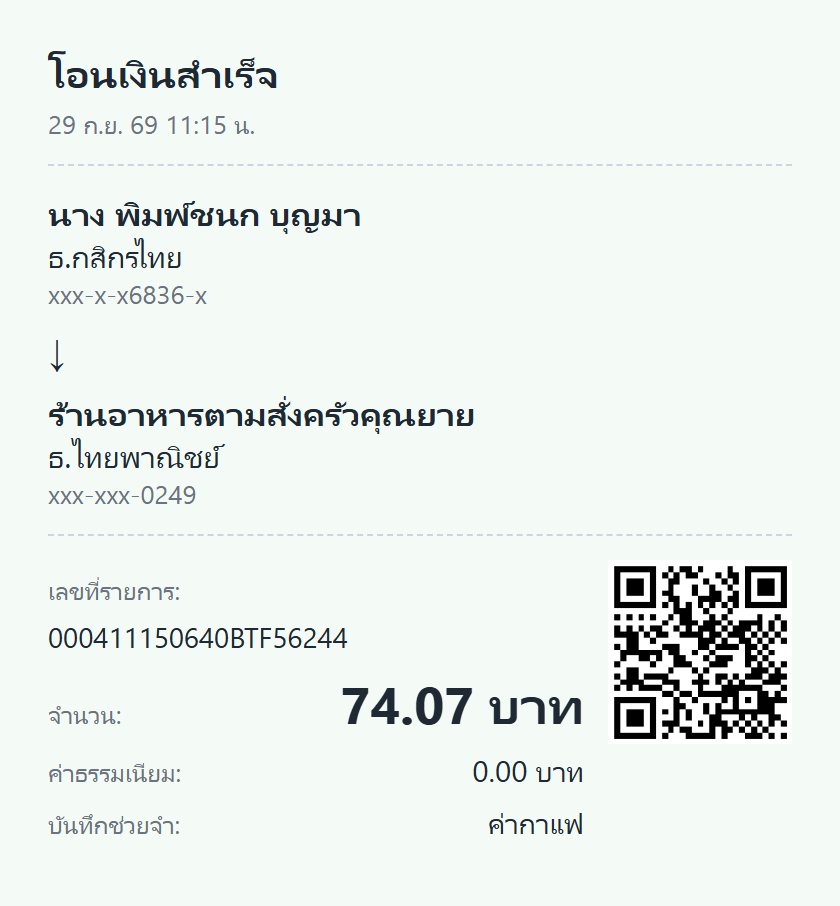 โอนเงินสำเร็จ
29 ก.ย. 69 11:15 น.
นาง พิมพ์ชนก บุญมา
ธ.กสิกรไทย
xxx-x-x6836-x
↓
ร้านอาหารตามสั่งครัวคุณยาย
ธ.ไทยพาณิชย์
xxx-xxx-0249
เลขที่รายการ:
000411150640BTF56244
จำนวน: 74.07 บาท
ค่าธรรมเนียม: 0.00 บาท
บันทึกช่วยจำ: ค่ากาแฟ